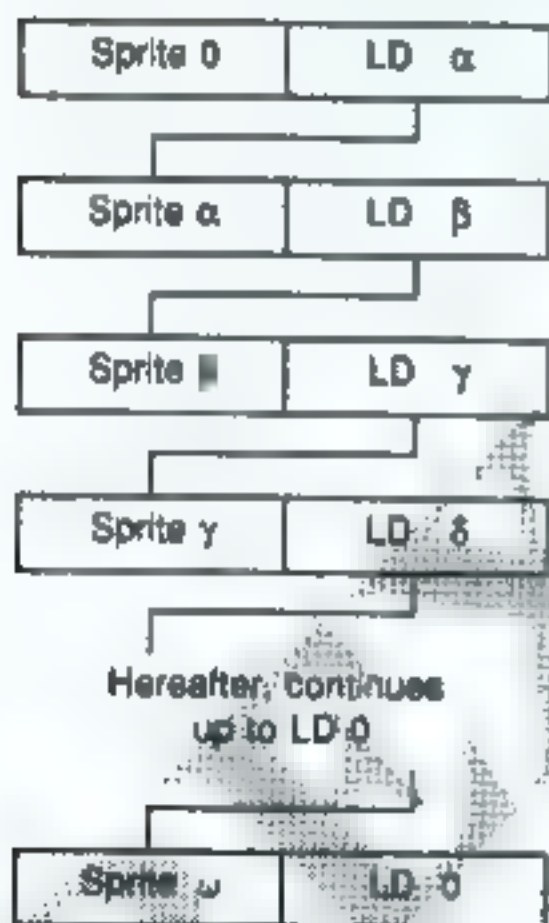 Sprite 0 LD α
Sprite α LD β
Sprite LD γ
Sprite γ LD δ
Hereafter, continues
up to LD 0
Sprite ω LD 0